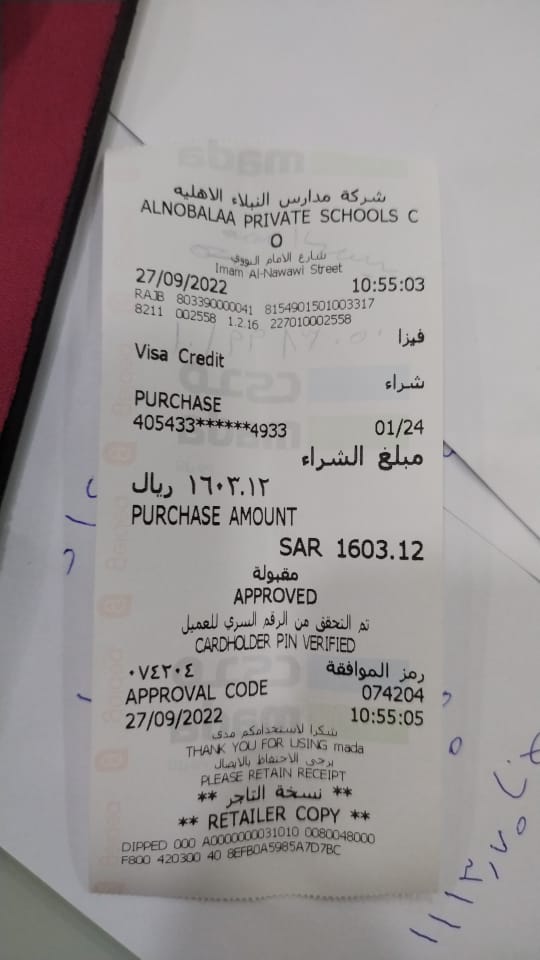 شركة مدارس النبلاء الاهليه
ALNOBALAA PRIVATE SCHOOLS C
O
شارع الامام النووي
Imam Al-Nawawi Street
27/09/2022 10:55:03
RAJB 803390000041 8154901501003317
8211 002558 1.2.16 227010002558
فيزا
Visa Credit
شراء
PURCHASE
405433******4933 01/24
مبلغ الشراء
١٦٠٣.١٢ ريال
PURCHASE AMOUNT
SAR 1603.12
مقبولة
APPROVED
تم التحقق من الرقم السري للعميل
CARDHOLDER PIN VERIFIED
رمز الموافقة ٠٧٤٢٠٤
APPROVAL CODE 074204
27/09/2022 10:55:05
شكرا لاستخدامكم مدى
THANK YOU FOR USING mada
يرجى الاحتفاظ بالايصال
PLEASE RETAIN RECEIPT
** نسخة التاجر **
** RETAILER COPY **
DIPPED 000 A0000000031010 0080048000
F800 420300 40 8EFB0A5985A7D7BC